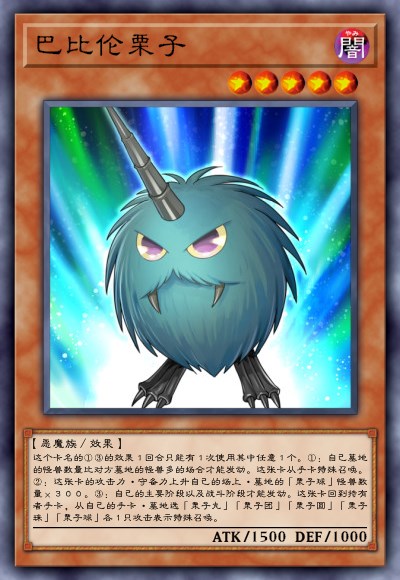 巴比伦栗子
やみ
闇
【恶魔族/效果】
这个卡名的①③的效果1回合只能有1次使用其中任意1个。①:自己墓地
的怪兽数量比对方墓地的怪兽多的场合才能发动。这张卡从手卡特殊召唤。
②:这张卡的攻击力·守备力上升自己的场上·墓地的「栗子球」怪兽数
量×300。③:自己的主要阶段以及战斗阶段才能发动。这张卡回到持有
者手卡,从自己的手卡·墓地选「栗子丸」「栗子团」「栗子圆」「栗子
珠」「栗子球」各1只攻击表示特殊召唤。
ATK/1500 DEF/1000